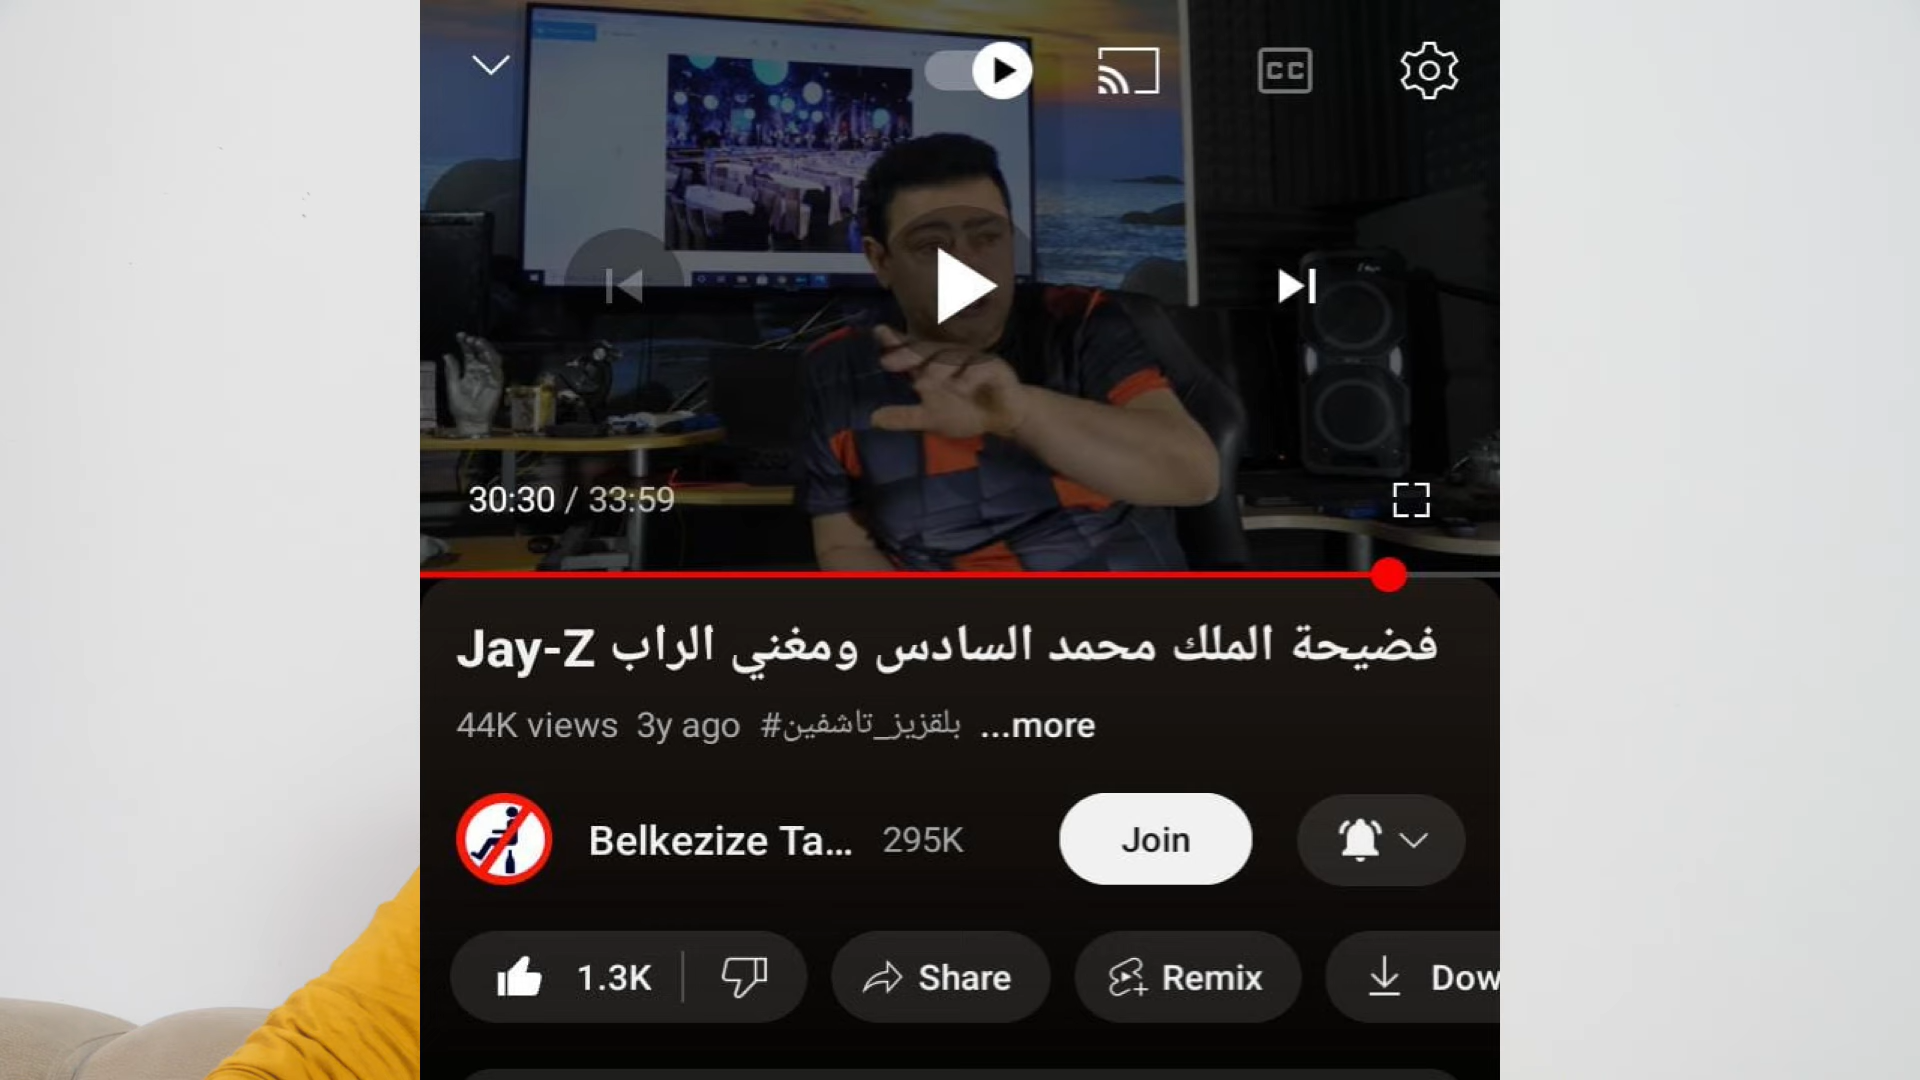 CC
30:30 / 33:59
فضيحة الملك محمد السادس ومغني الراب Jay-Z
44K views 3y ago #بلقزيز_تاشفين ...more
Belkezize Ta... 295K Join
1.3K Share Remix Dow